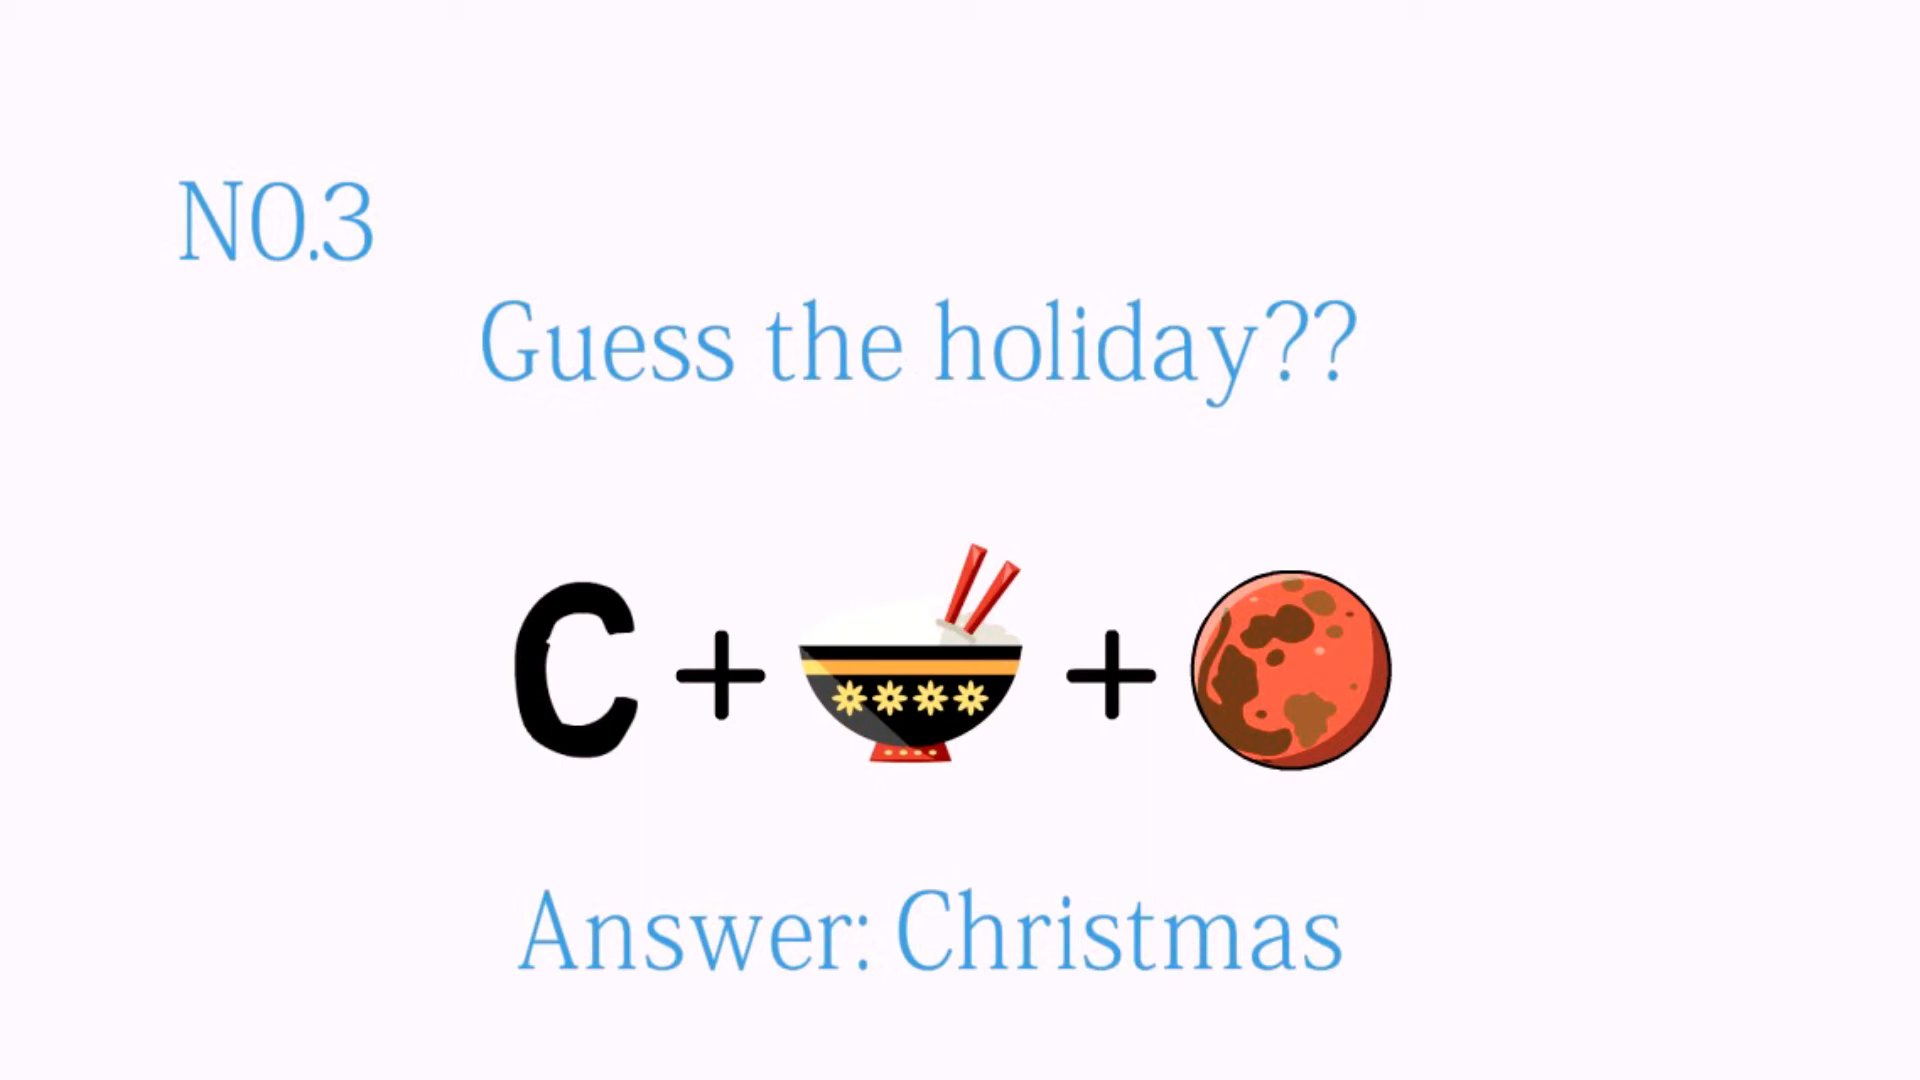 NO.3
Guess the holiday??
C + +
Answer: Christmas